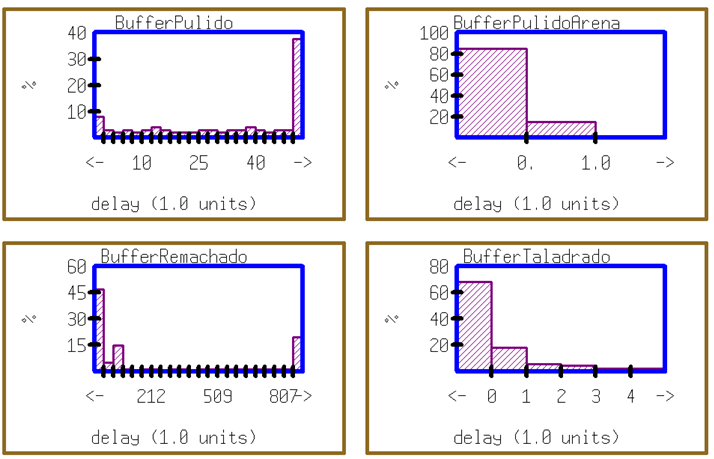 BufferPulido
40
30
20
10
%
<- 10 25 40 ->
delay (1.0 units)
BufferPulidoArena
100
80
60
40
20
%
<- 0. 1.0 ->
delay (1.0 units)
BufferRemachado
60
45
30
15
%
<- 212 509 807->
delay (1.0 units)
BufferTaladrado
80
60
40
20
%
<- 0 1 2 3 4 ->
delay (1.0 units)